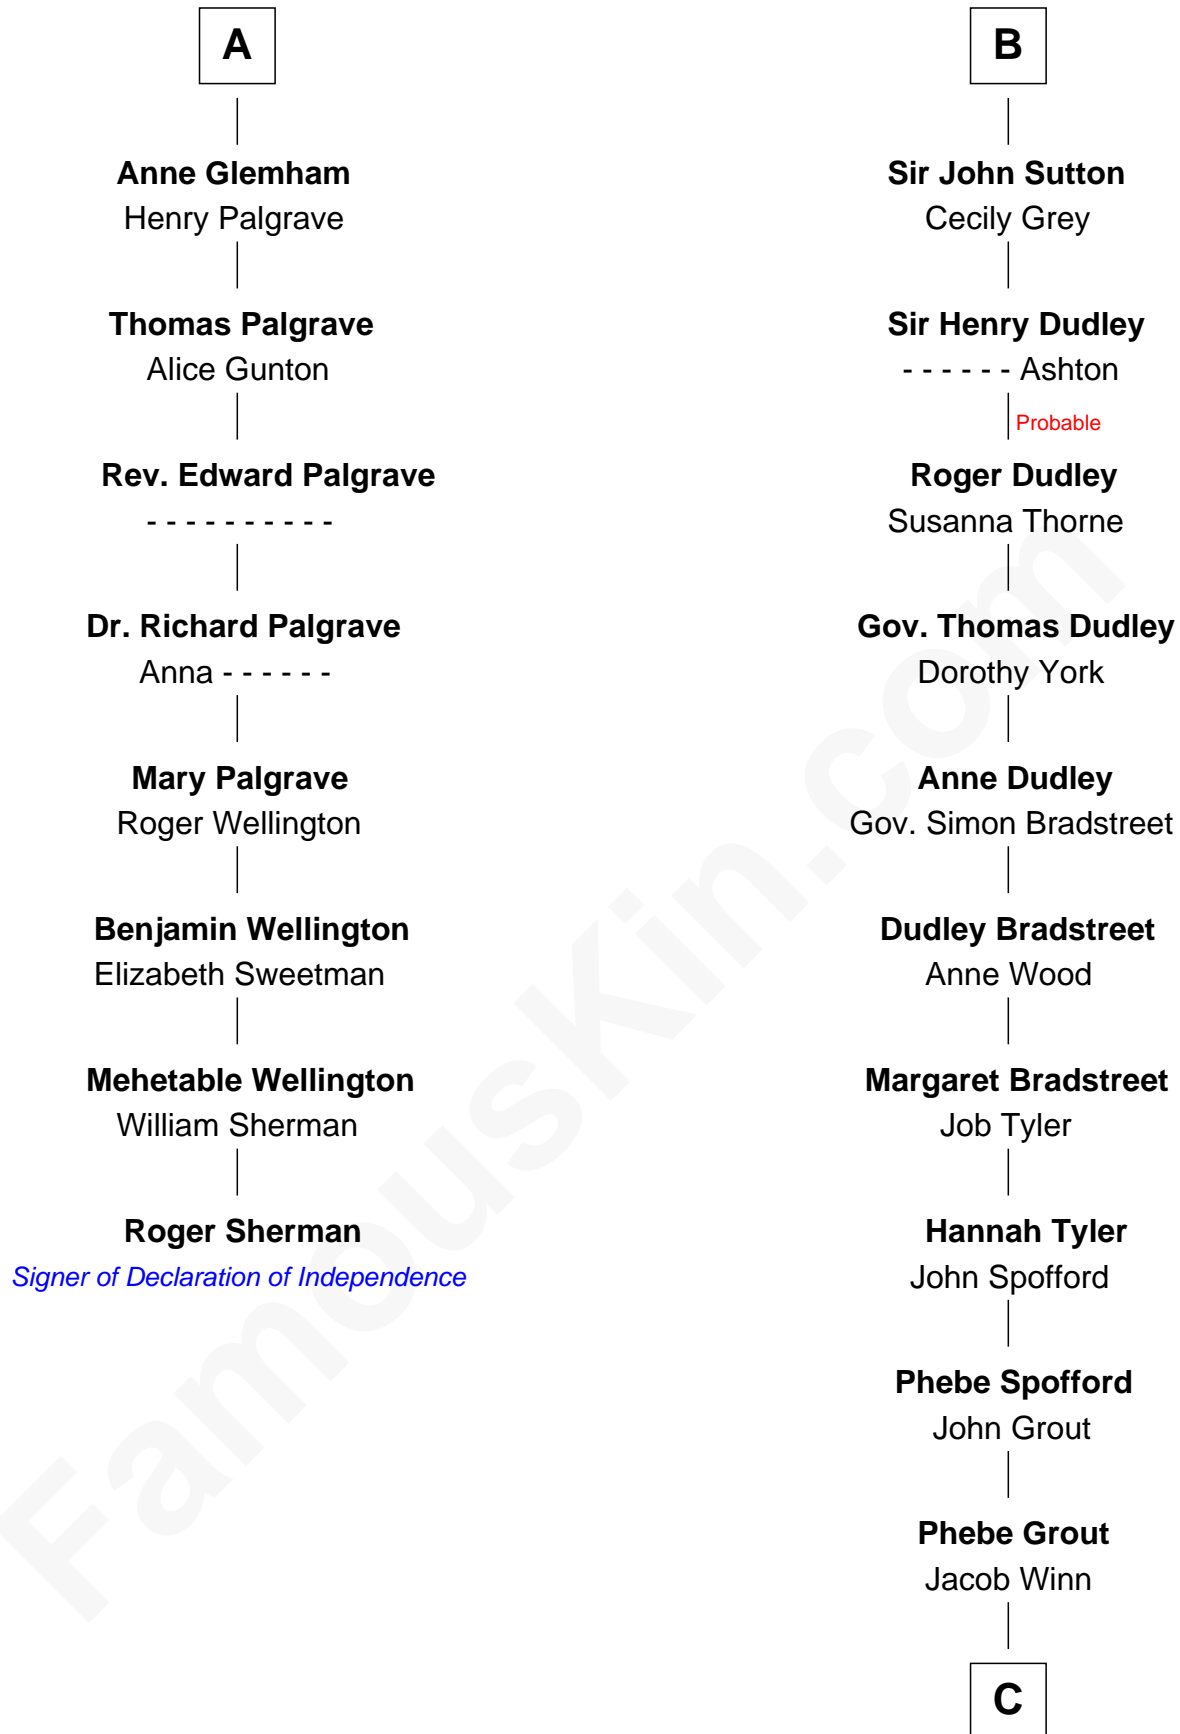 A
Anne Glemham
Henry Palgrave
Thomas Palgrave
Alice Gunton
Rev. Edward Palgrave
- - - - - - - - - -
Dr. Richard Palgrave
Anna - - - - - -
Mary Palgrave
Roger Wellington
Benjamin Wellington
Elizabeth Sweetman
Mehetable Wellington
William Sherman
Roger Sherman
Signer of Declaration of Independence
B
Sir John Sutton
Cecily Grey
Sir Henry Dudley
- - - - - - Ashton
Probable
Roger Dudley
Susanna Thorne
Gov. Thomas Dudley
Dorothy York
Anne Dudley
Gov. Simon Bradstreet
Dudley Bradstreet
Anne Wood
Margaret Bradstreet
Job Tyler
Hannah Tyler
John Spofford
Phebe Spofford
John Grout
Phebe Grout
Jacob Winn
C
FamousKin.com